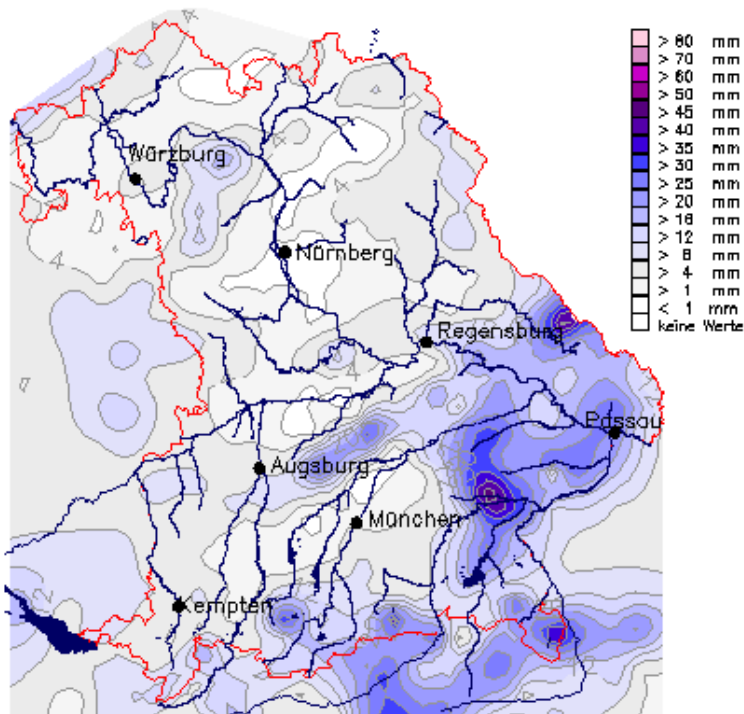 > 80 mm
> 70 mm
> 60 mm
> 50 mm
> 45 mm
> 40 mm
> 35 mm
> 30 mm
> 25 mm
> 20 mm
> 16 mm
> 12 mm
> 8 mm
> 4 mm
> 1 mm
< 1 mm
keine Werte
Würzburg
Nürnberg
Regensburg
Passau
Augsburg
München
Kempten